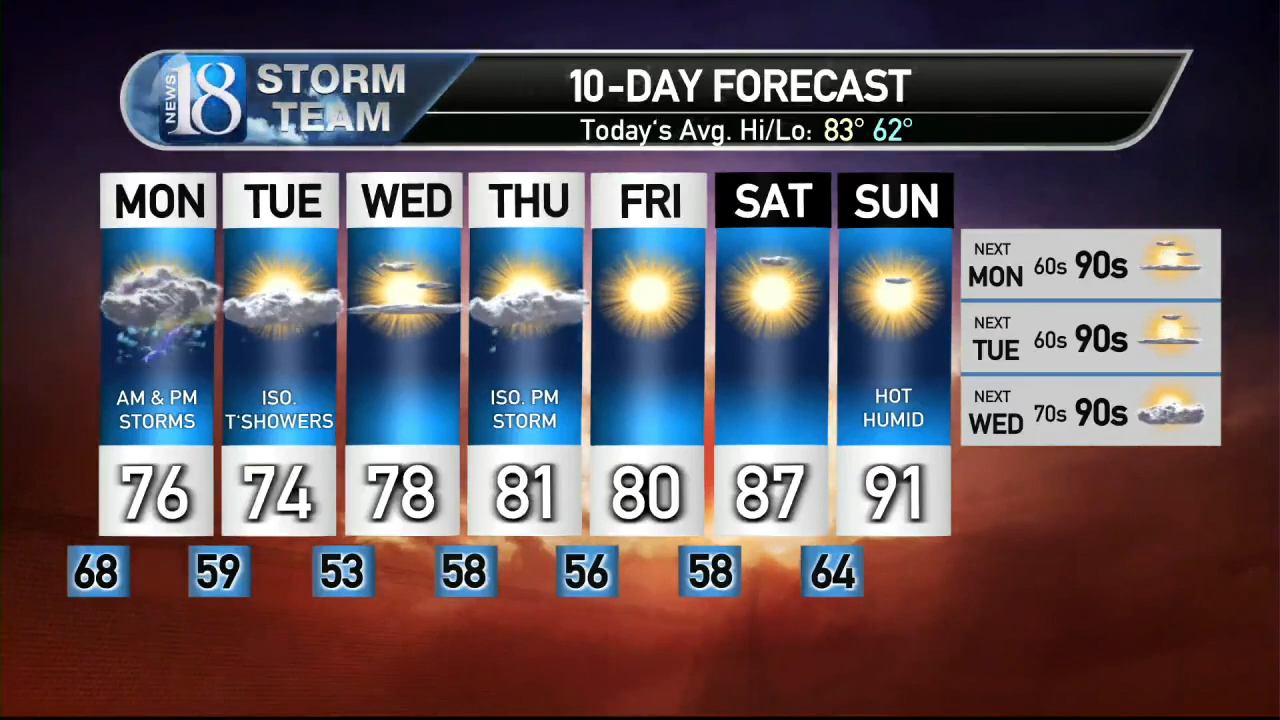 NEWS 18 STORM TEAM
10-DAY FORECAST
Today's Avg. Hi/Lo: 83° 62°
MON TUE WED THU FRI SAT SUN
AM & PM STORMS
ISO. T'SHOWERS
ISO. PM STORM
HOT HUMID
76 74 78 81 80 87 91
68 59 53 58 56 58 64
NEXT MON 60s 90s
NEXT TUE 60s 90s
NEXT WED 70s 90s